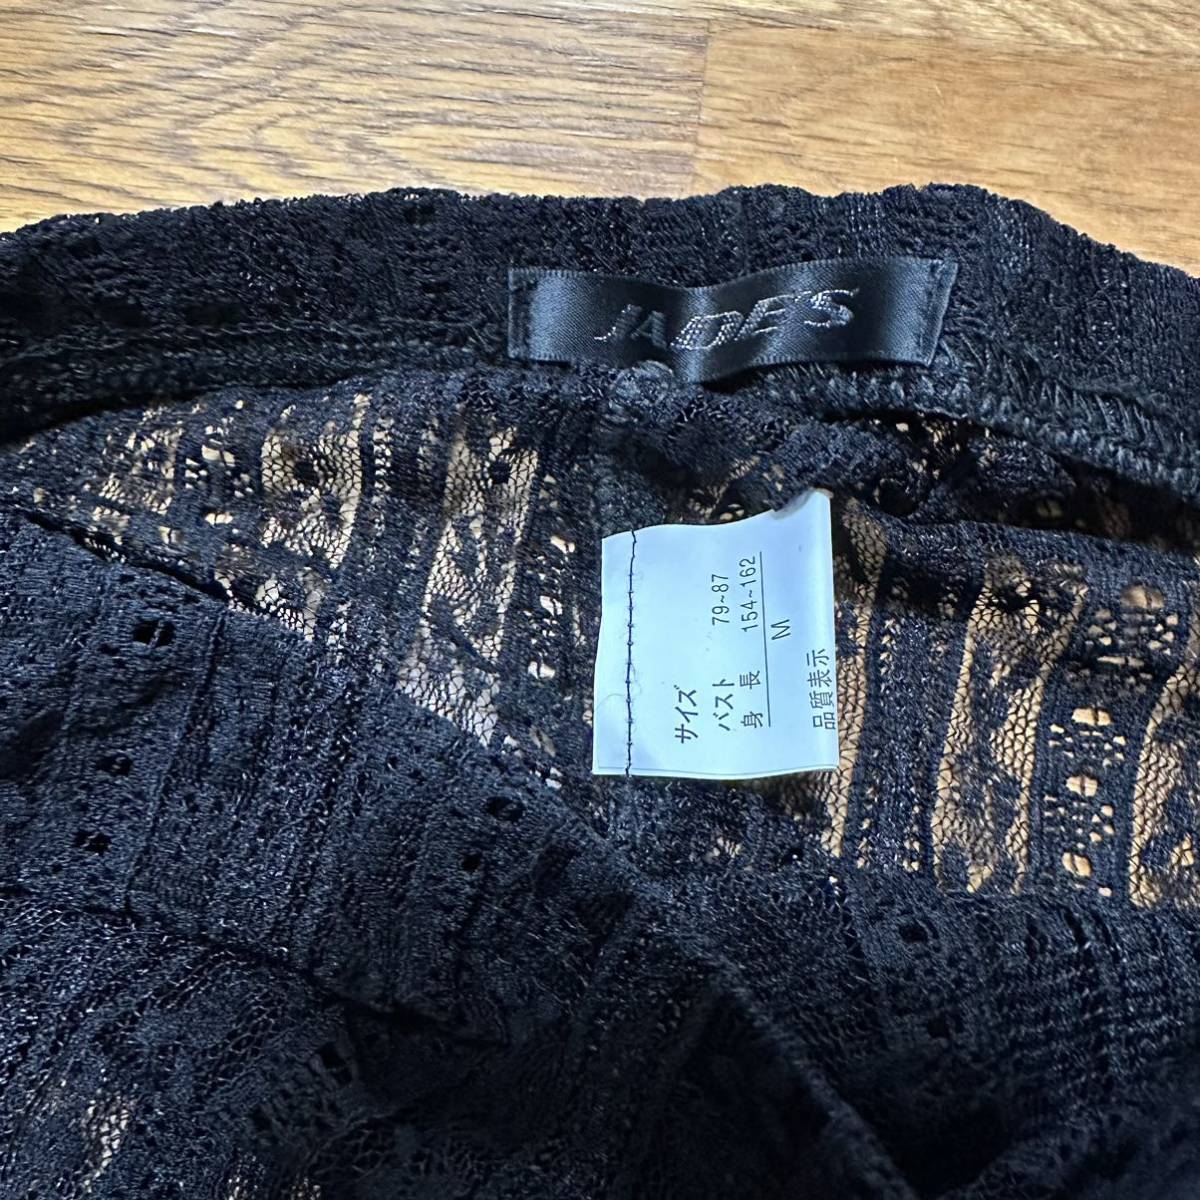 JADE'S
サイズ
バスト 79~87
身長 154~162
M
品質表示